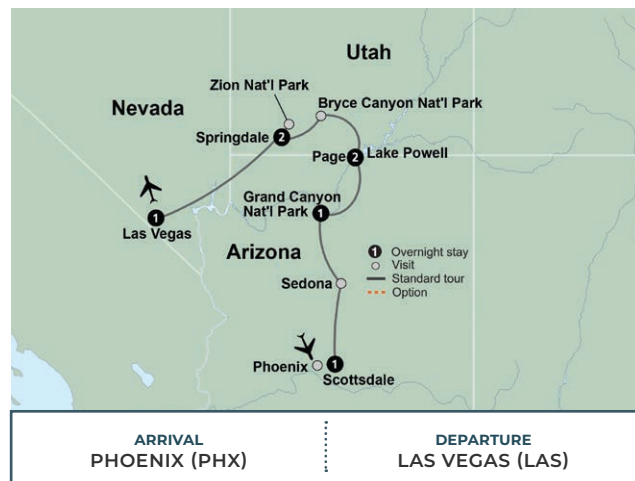 Utah
Zion Nat'l Park
Nevada
Bryce Canyon Nat'l Park
Springdale 2
Page 2 Lake Powell
Grand Canyon
Nat'l Park 1
1
Las Vegas
Arizona
1 Overnight stay
Visit
Standard tour
Option
Sedona
Phoenix 1
Scottsdale
ARRIVAL
PHOENIX (PHX)
DEPARTURE
LAS VEGAS (LAS)